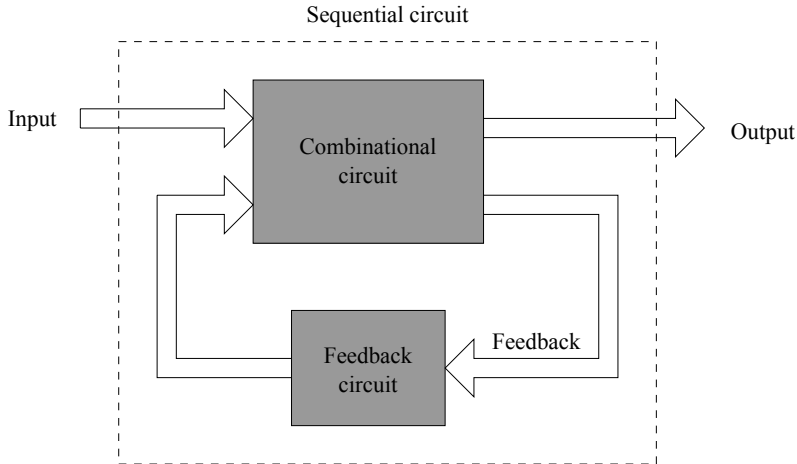 Sequential circuit
Input
Combinational
circuit
Output
Feedback
Feedback
circuit